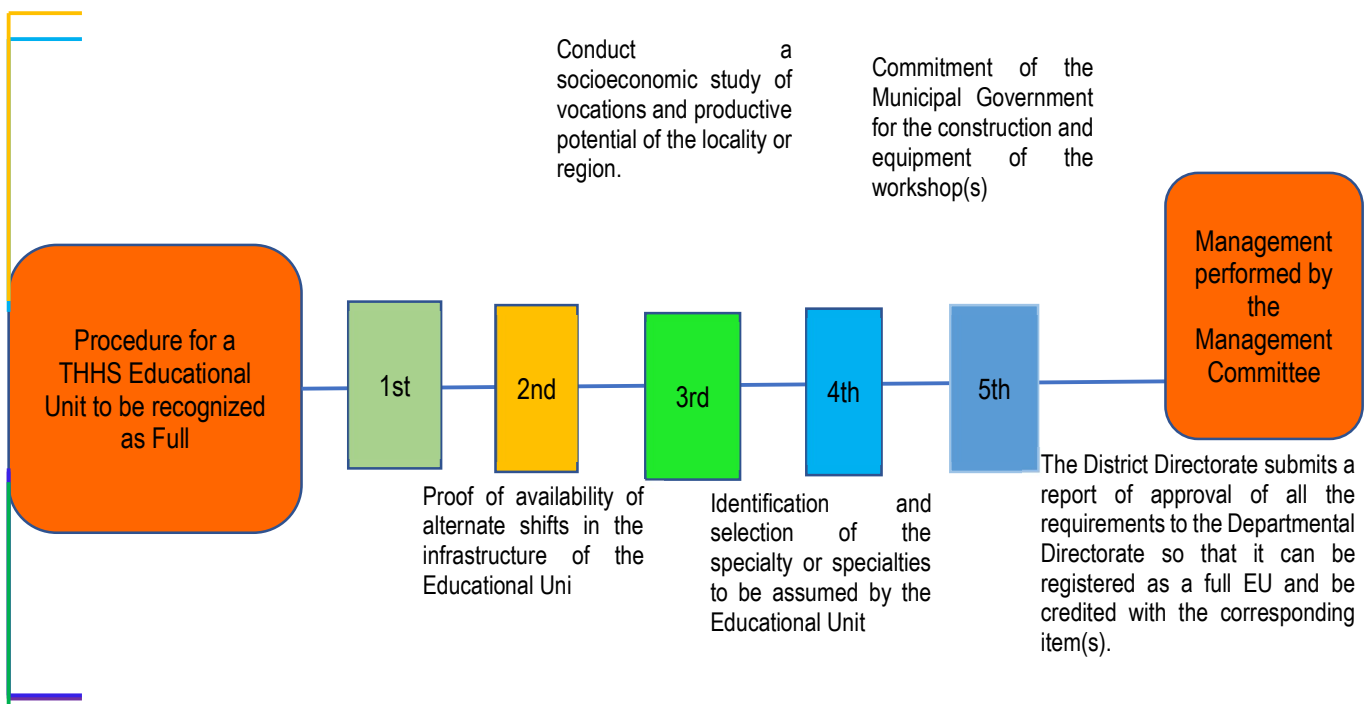 Procedure for a
THHS Educational
Unit to be recognized
as Full
1st
2nd
3rd
4th
5th
Proof of availability of
alternate shifts in the
infrastructure of the
Educational Uni
Conduct a
socioeconomic study of
vocations and productive
potential of the locality or
region.
Identification and
selection of the
specialty or specialties
to be assumed by the
Educational Unit
Commitment of the
Municipal Government
for the construction and
equipment of the
workshop(s)
The District Directorate submits a
report of approval of all the
requirements to the Departmental
Directorate so that it can be
registered as a full EU and be
credited with the corresponding
item(s).
Management
performed by
the
Management
Committee